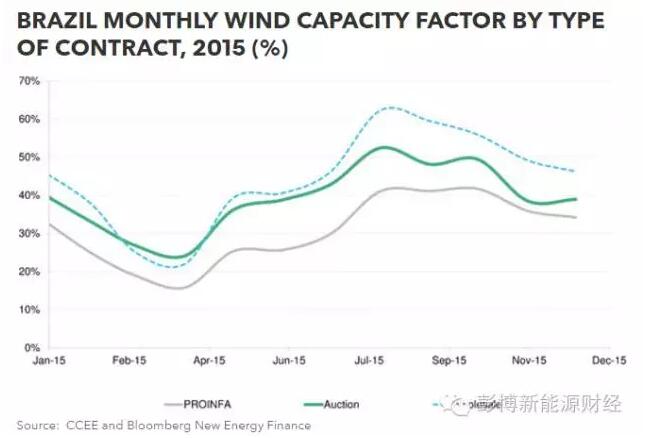 BRAZIL MONTHLY WIND CAPACITY FACTOR BY TYPE
OF CONTRACT, 2015 (%)
70%
60%
50%
40%
30%
20%
10%
0%
Jan-15 Feb-15 Apr-15 Jun-15 Jul-15 Sep-15 Nov-15 Dec-15
PROINFA Auction
彭博新能源财经
Source: CCEE and Bloomberg New Energy Finance